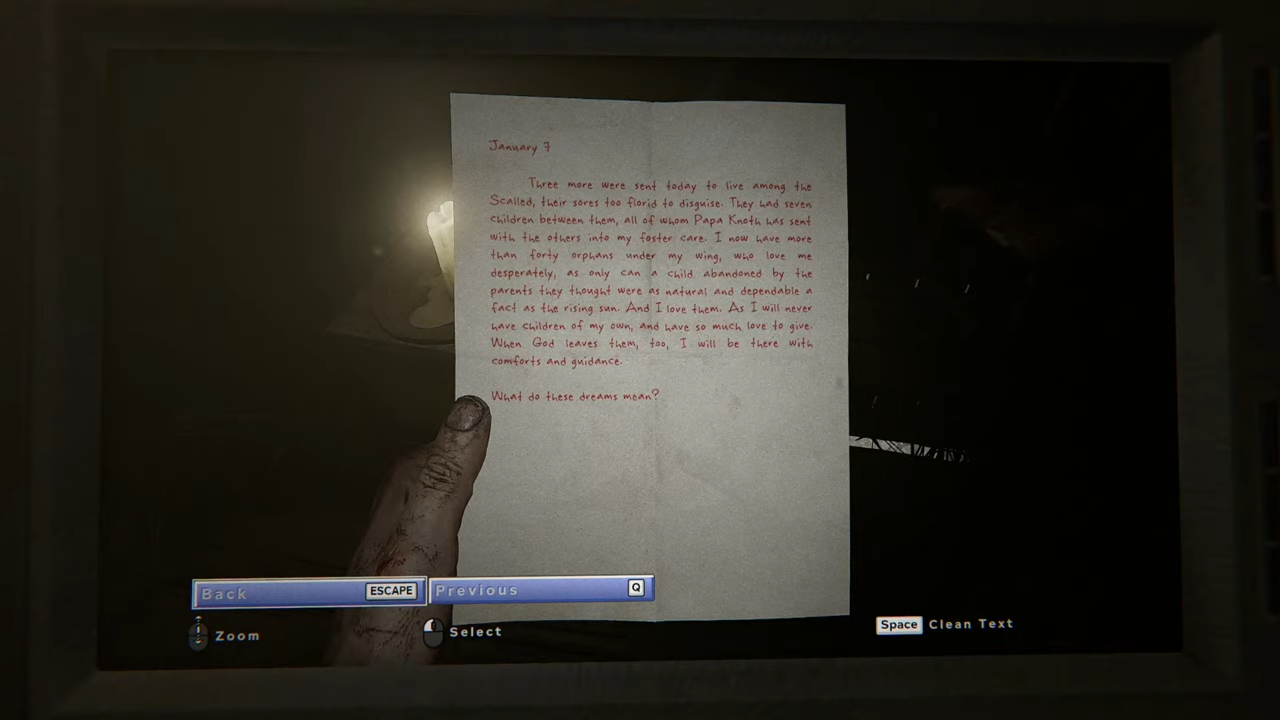 January 7
Three more were sent today to live among the
Scalled, their sores too florid to disguise. They had seven
children between them, all of whom Papa Knoth has sent
with the others into my foster care. I now have more
than forty orphans under my wing, who love me
desperately, as only can a child abandoned by the
parents they thought were as natural and dependable a
fact as the rising sun. And I love them. As I will never
have children of my own, and have so much love to give.
When God leaves them, too, I will be there with
comforts and guidance.
What do these dreams mean?
Back ESCAPE Previous Q
Zoom Select Space Clean Text